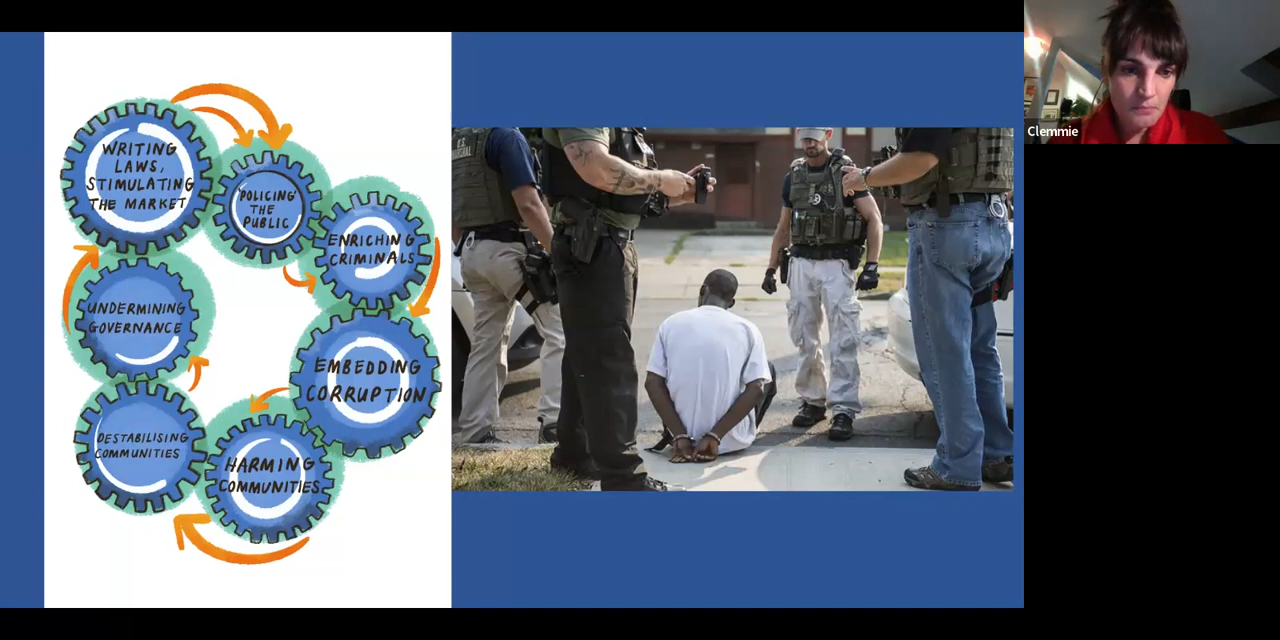 WRITING
LAWS,
STIMULATING
THE MARKET
'POLICING'
THE
PUBLIC
ENRICHING
CRIMINALS
EMBEDDING
CORRUPTION
HARMING
COMMUNITIES
DESTABILISING
COMMUNITIES
UNDERMINING
GOVERNANCE
Clemmie